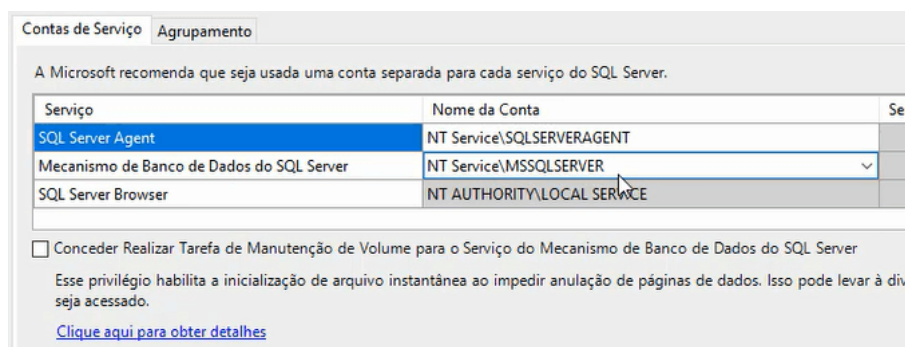 Contas de Serviço Agrupamento
A Microsoft recomenda que seja usada uma conta separada para cada serviço do SQL Server.
Serviço Nome da Conta Se
SQL Server Agent NT Service\SQLSERVERAGENT
Mecanismo de Banco de Dados do SQL Server NT Service\MSSQLSERVER
SQL Server Browser NT AUTHORITY\LOCAL SERVICE
Conceder Realizar Tarefa de Manutenção de Volume para o Serviço do Mecanismo de Banco de Dados do SQL Server
Esse privilégio habilita a inicialização de arquivo instantânea ao impedir anulação de páginas de dados. Isso pode levar à div
seja acessado.
Clique aqui para obter detalhes